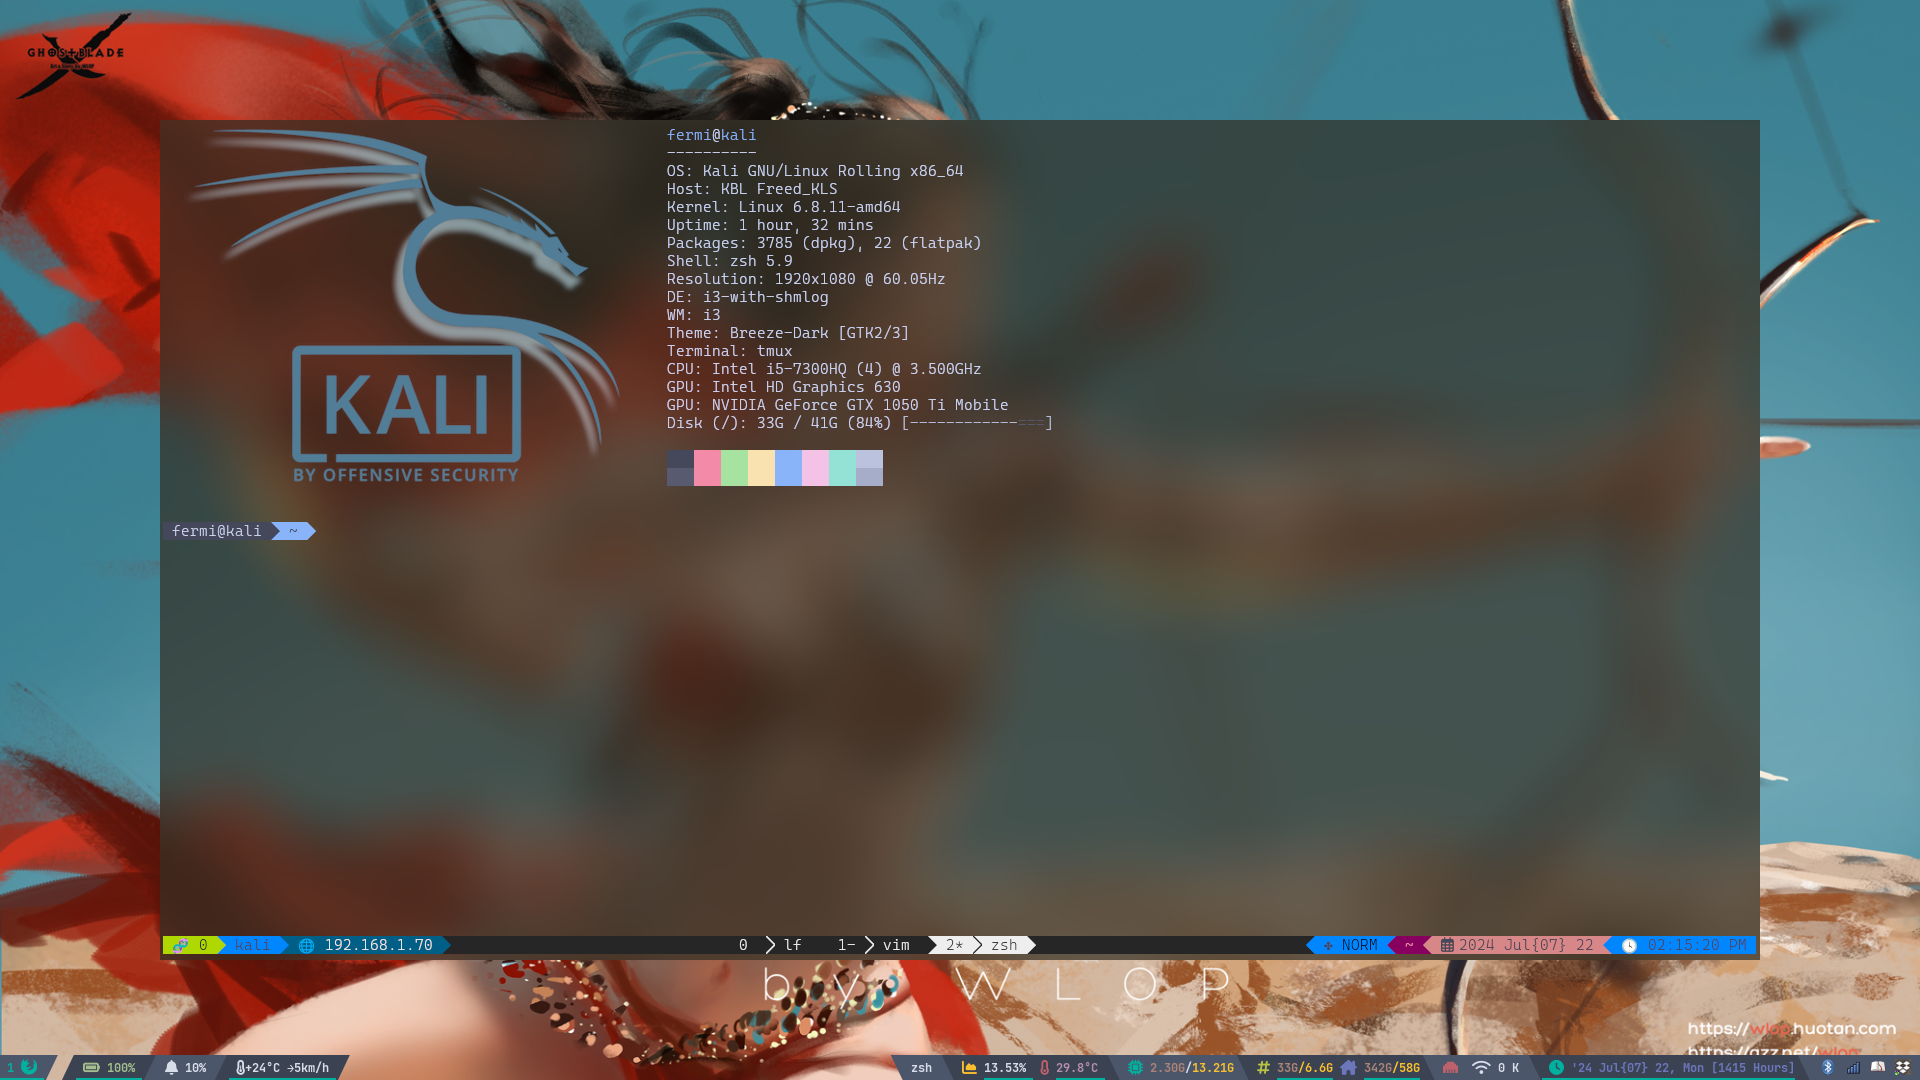 GHOSTBLADE
fermi@kali
----------
OS: Kali GNU/Linux Rolling x86_64
Host: KBL Freed_KLS
Kernel: Linux 6.8.11-amd64
Uptime: 1 hour, 32 mins
Packages: 3785 (dpkg), 22 (flatpak)
Shell: zsh 5.9
Resolution: 1920x1080 @ 60.05Hz
DE: i3-with-shmlog
WM: i3
Theme: Breeze-Dark [GTK2/3]
Terminal: tmux
CPU: Intel i5-7300HQ (4) @ 3.500GHz
GPU: Intel HD Graphics 630
GPU: NVIDIA GeForce GTX 1050 Ti Mobile
Disk (/): 33G / 41G (84%) [---------------]
KALI
BY OFFENSIVE SECURITY
fermi@kali ~
0 kali 192.168.1.70 0 lf 1- vim 2* zsh NORM ~ 2024 Jul{07} 22 02:15:20 PM
by WLOP
https://wlop.huotan.com
https://gzz.net/wlop
1 100% 10% +24°C →5km/h zsh 13.53% 29.8°C 2.30G/13.21G 33G/6.6G 342G/58G 0 K '24 Jul{07} 22, Mon [1415 Hours]